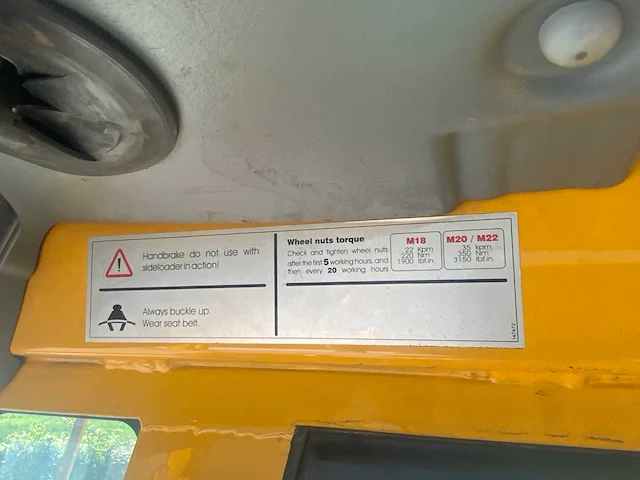 Handbrake do not use with
sideloader in action!
Always buckle up.
Wear seat belt.
Wheel nuts torque
Check and tighten wheel nuts
after the first 5 working hours, and
then every 20 working hours
M18
22 Kpm
220 Nm
1900 lbf.in.
M20 / M22
35 kpm
350 Nm
3150 lbf.in.